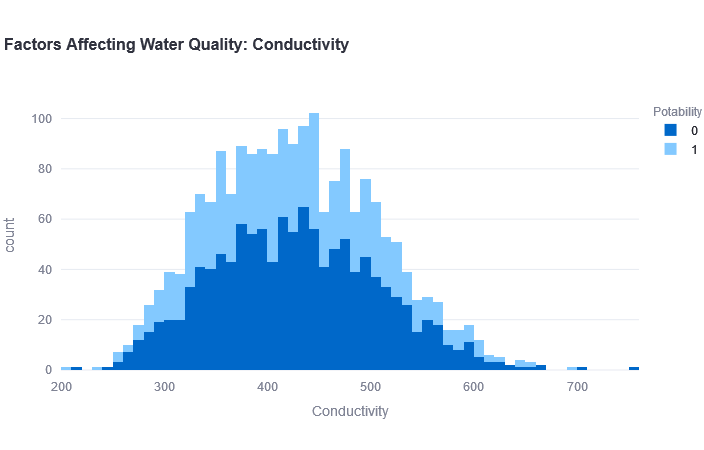 Factors Affecting Water Quality: Conductivity
Potability
0
1
100
80
60
40
20
0
count
200 300 400 500 600 700
Conductivity